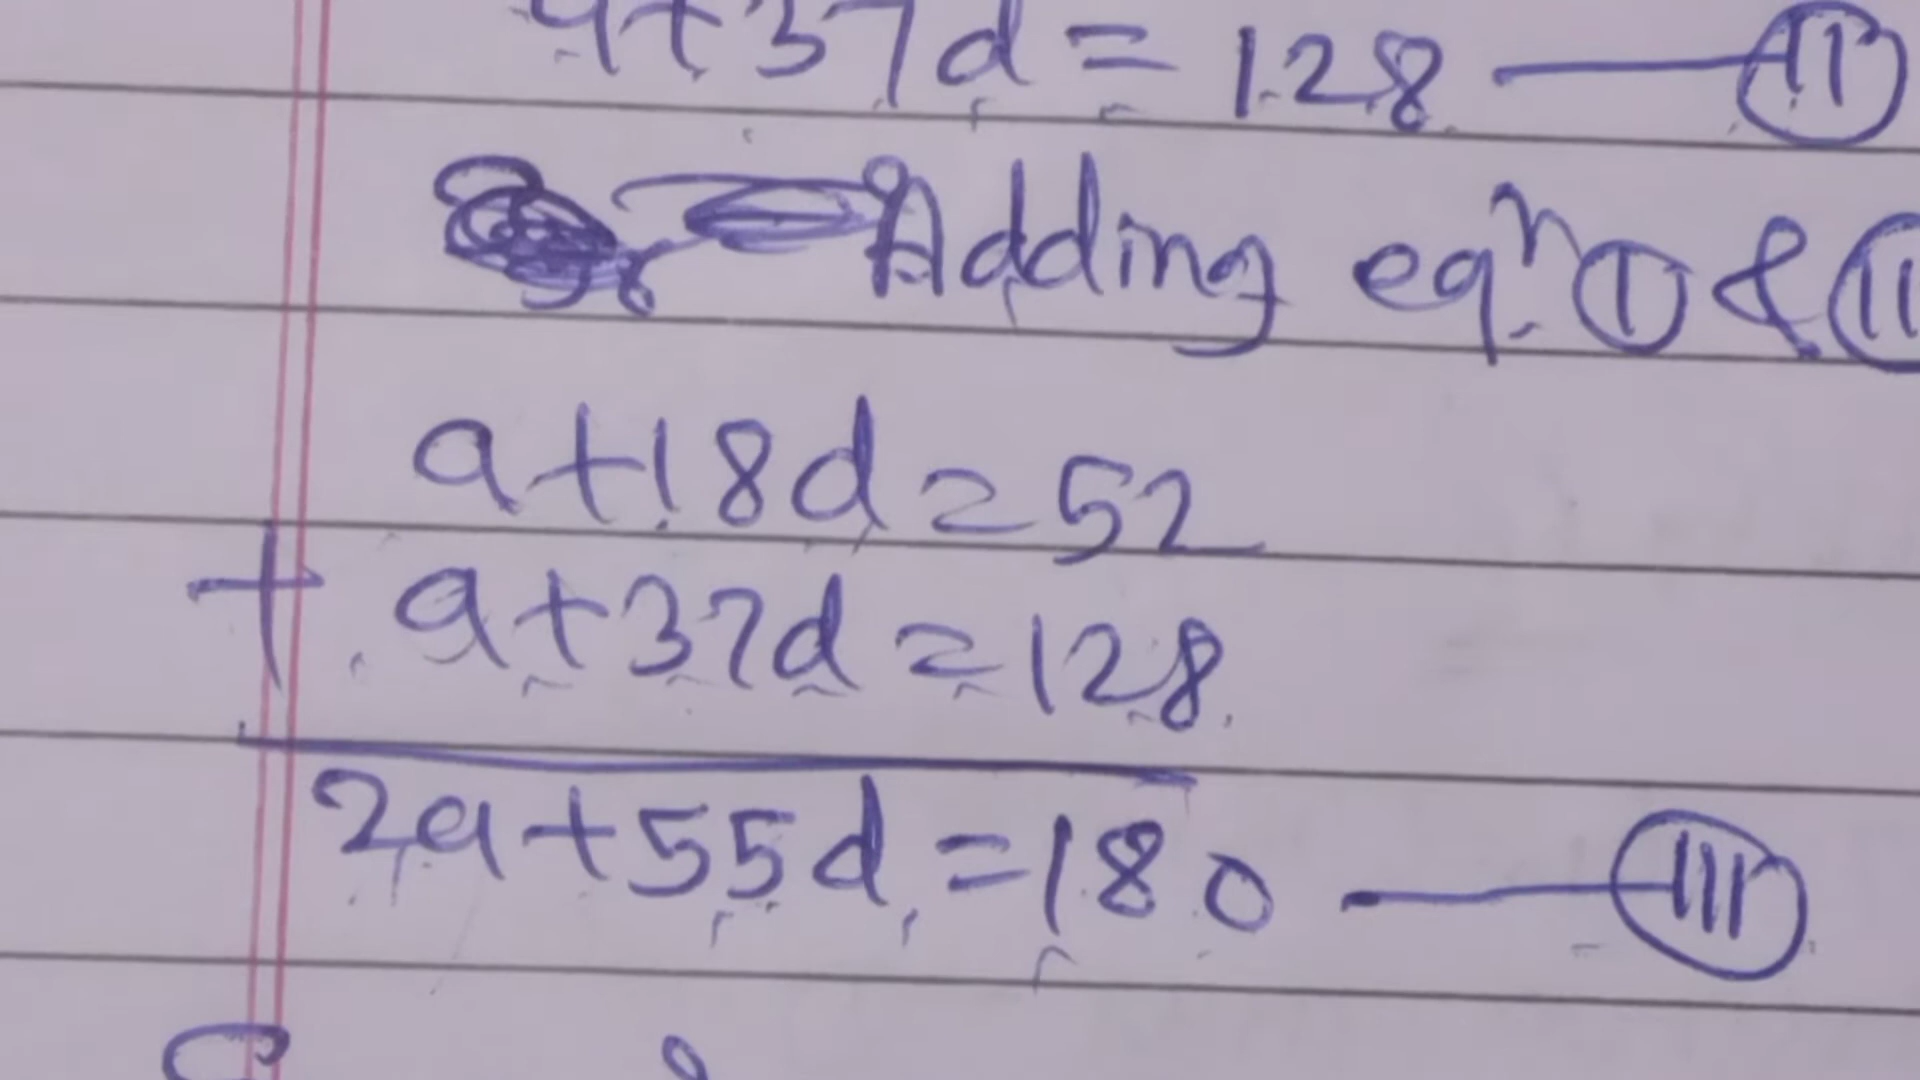 a+37d = 128 — II
Adding eqn. I & II
a+18d=52
+ a+37d=128
2a+55d=180 — III